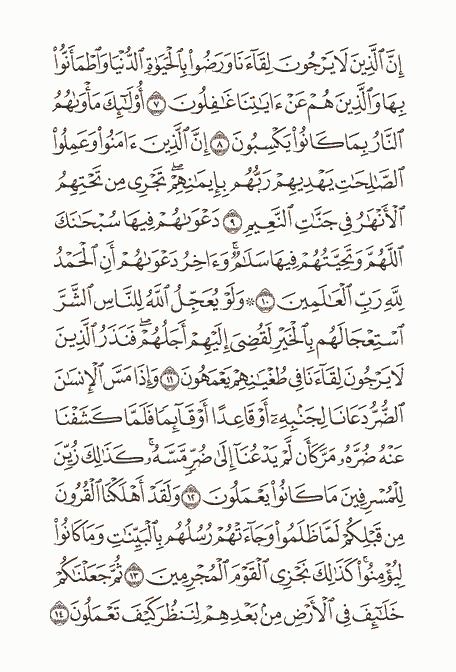 إِنَّ ٱلَّذِينَ لَا يَرْجُونَ لِقَآءَنَا وَرَضُوا۟ بِٱلْحَيَوٰةِ ٱلدُّنْيَا وَٱطْمَأَنُّوا۟
بِهَا وَٱلَّذِينَ هُمْ عَنْ ءَايَـٰتِنَا غَـٰفِلُونَ ٧ أُو۟لَـٰٓئِكَ مَأْوَىٰهُمُ
ٱلنَّارُ بِمَا كَانُوا۟ يَكْسِبُونَ ٨ إِنَّ ٱلَّذِينَ ءَامَنُوا۟ وَعَمِلُوا۟
ٱلصَّـٰلِحَـٰتِ يَهْدِيهِمْ رَبُّهُم بِإِيمَـٰنِهِمْ ۖ تَجْرِى مِن تَحْتِهِمُ
ٱلْأَنْهَـٰرُ فِى جَنَّـٰتِ ٱلنَّعِيمِ ٩ دَعْوَىٰهُمْ فِيهَا سُبْحَـٰنَكَ
ٱللَّهُمَّ وَتَحِيَّتُهُمْ فِيهَا سَلَـٰمٌ ۚ وَءَاخِرُ دَعْوَىٰهُمْ أَنِ ٱلْحَمْدُ
لِلَّهِ رَبِّ ٱلْعَـٰلَمِينَ ١٠ ۞ وَلَوْ يُعَجِّلُ ٱللَّهُ لِلنَّاسِ ٱلشَّرَّ
ٱسْتِعْجَالَهُم بِٱلْخَيْرِ لَقُضِىَ إِلَيْهِمْ أَجَلُهُمْ ۖ فَنَذَرُ ٱلَّذِينَ
لَا يَرْجُونَ لِقَآءَنَا فِى طُغْيَـٰنِهِمْ يَعْمَهُونَ ١١ وَإِذَا مَسَّ ٱلْإِنسَـٰنَ
ٱلضُّرُّ دَعَانَا لِجَنۢبِهِۦٓ أَوْ قَاعِدًا أَوْ قَآئِمًا فَلَمَّا كَشَفْنَا
عَنْهُ ضُرَّهُۥ مَرَّ كَأَن لَّمْ يَدْعُنَآ إِلَىٰ ضُرٍّ مَّسَّهُۥ ۚ كَذَٰلِكَ زُيِّنَ
لِلْمُسْرِفِينَ مَا كَانُوا۟ يَعْمَلُونَ ١٢ وَلَقَدْ أَهْلَكْنَا ٱلْقُرُونَ
مِن قَبْلِكُمْ لَمَّا ظَلَمُوا۟ وَجَآءَتْهُمْ رُسُلُهُم بِٱلْبَيِّنَـٰتِ وَمَا كَانُوا۟
لِيُؤْمِنُوا۟ ۚ كَذَٰلِكَ نَجْزِى ٱلْقَوْمَ ٱلْمُجْرِمِينَ ١٣ ثُمَّ جَعَلْنَـٰكُمْ
خَلَـٰٓئِفَ فِى ٱلْأَرْضِ مِنۢ بَعْدِهِمْ لِنَنظُرَ كَيْفَ تَعْمَلُونَ ١٤